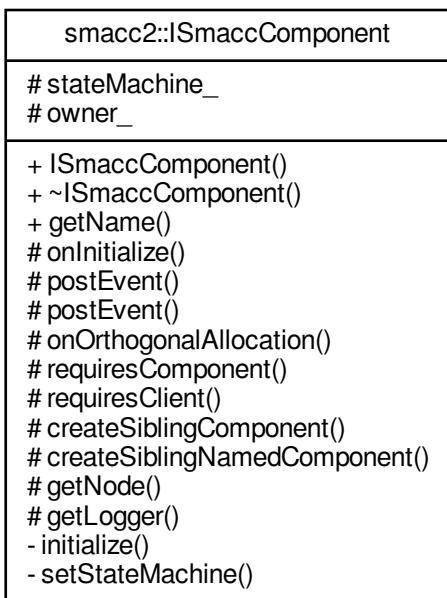 smacc2::ISmaccComponent
# stateMachine_
# owner_
+ ISmaccComponent()
+ ~ISmaccComponent()
+ getName()
# onInitialize()
# postEvent()
# postEvent()
# onOrthogonalAllocation()
# requiresComponent()
# requiresClient()
# createSiblingComponent()
# createSiblingNamedComponent()
# getNode()
# getLogger()
- initialize()
- setStateMachine()